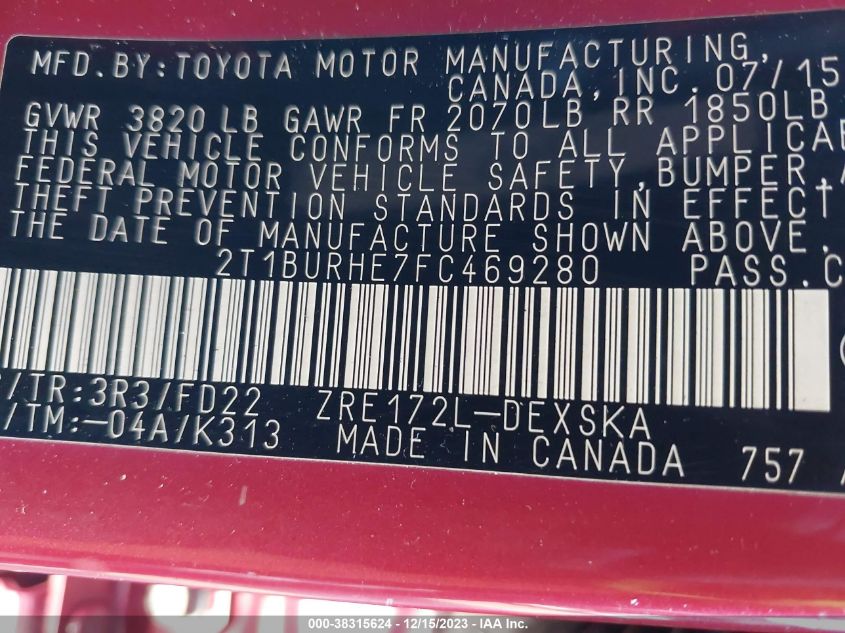 MFD.BY:TOYOTA MOTOR MANUFACTURING,
CANADA,INC.07/15
GVWR 3820LB GAWR FR 2070LB RR 1850LB
THIS VEHICLE CONFORMS TO ALL
FEDERAL MOTOR VEHICLE SAFETY,BUMPER,
THEFT PREVENTION STANDARDS IN EFFECT
THE DATE OF MANUFACTURE SHOWN ABOVE.
2T1BURHE7FC469280 PASS.C
/TR:3R3/FD22 ZRE172L-DEXSKA
/TM:-04A/K313 MADE IN CANADA 757
000-38315624 - 12/15/2023 - IAA Inc.